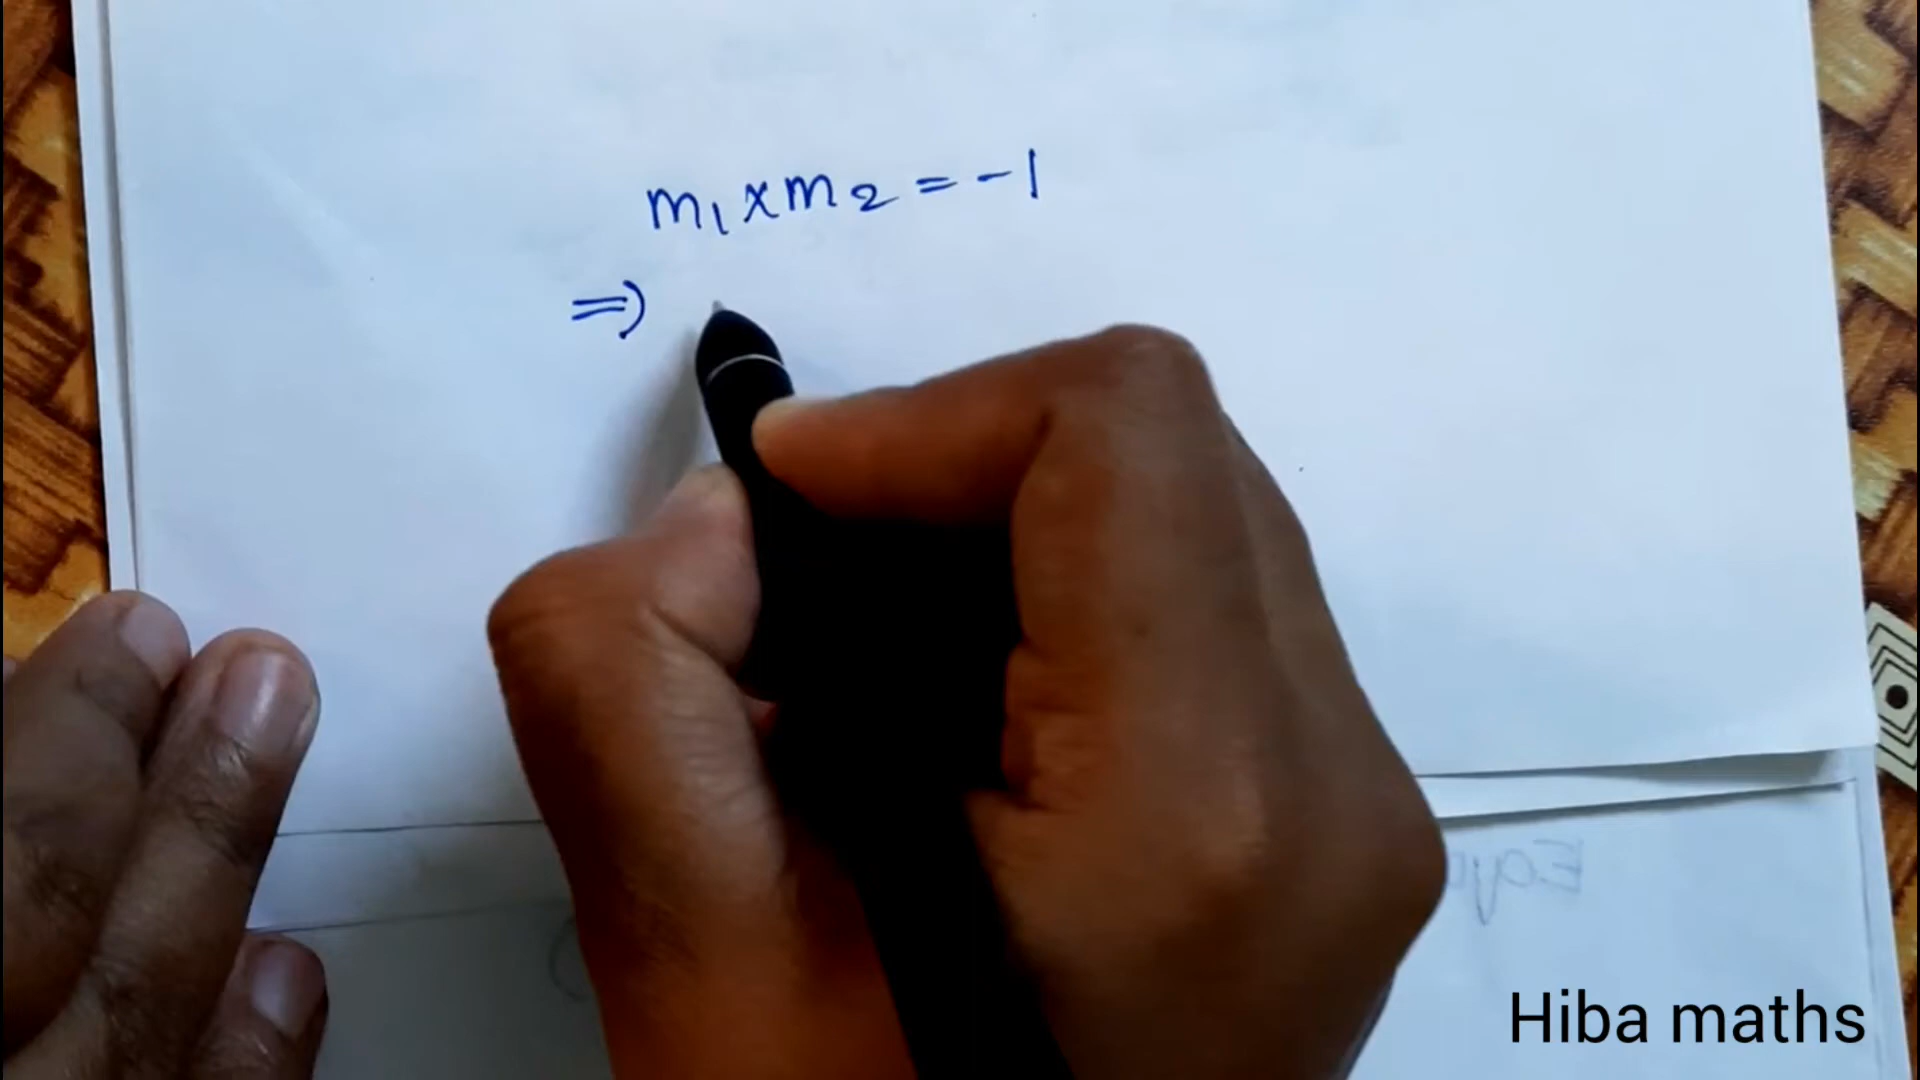 m₁ x m₂ = -1
⇒
Hiba maths